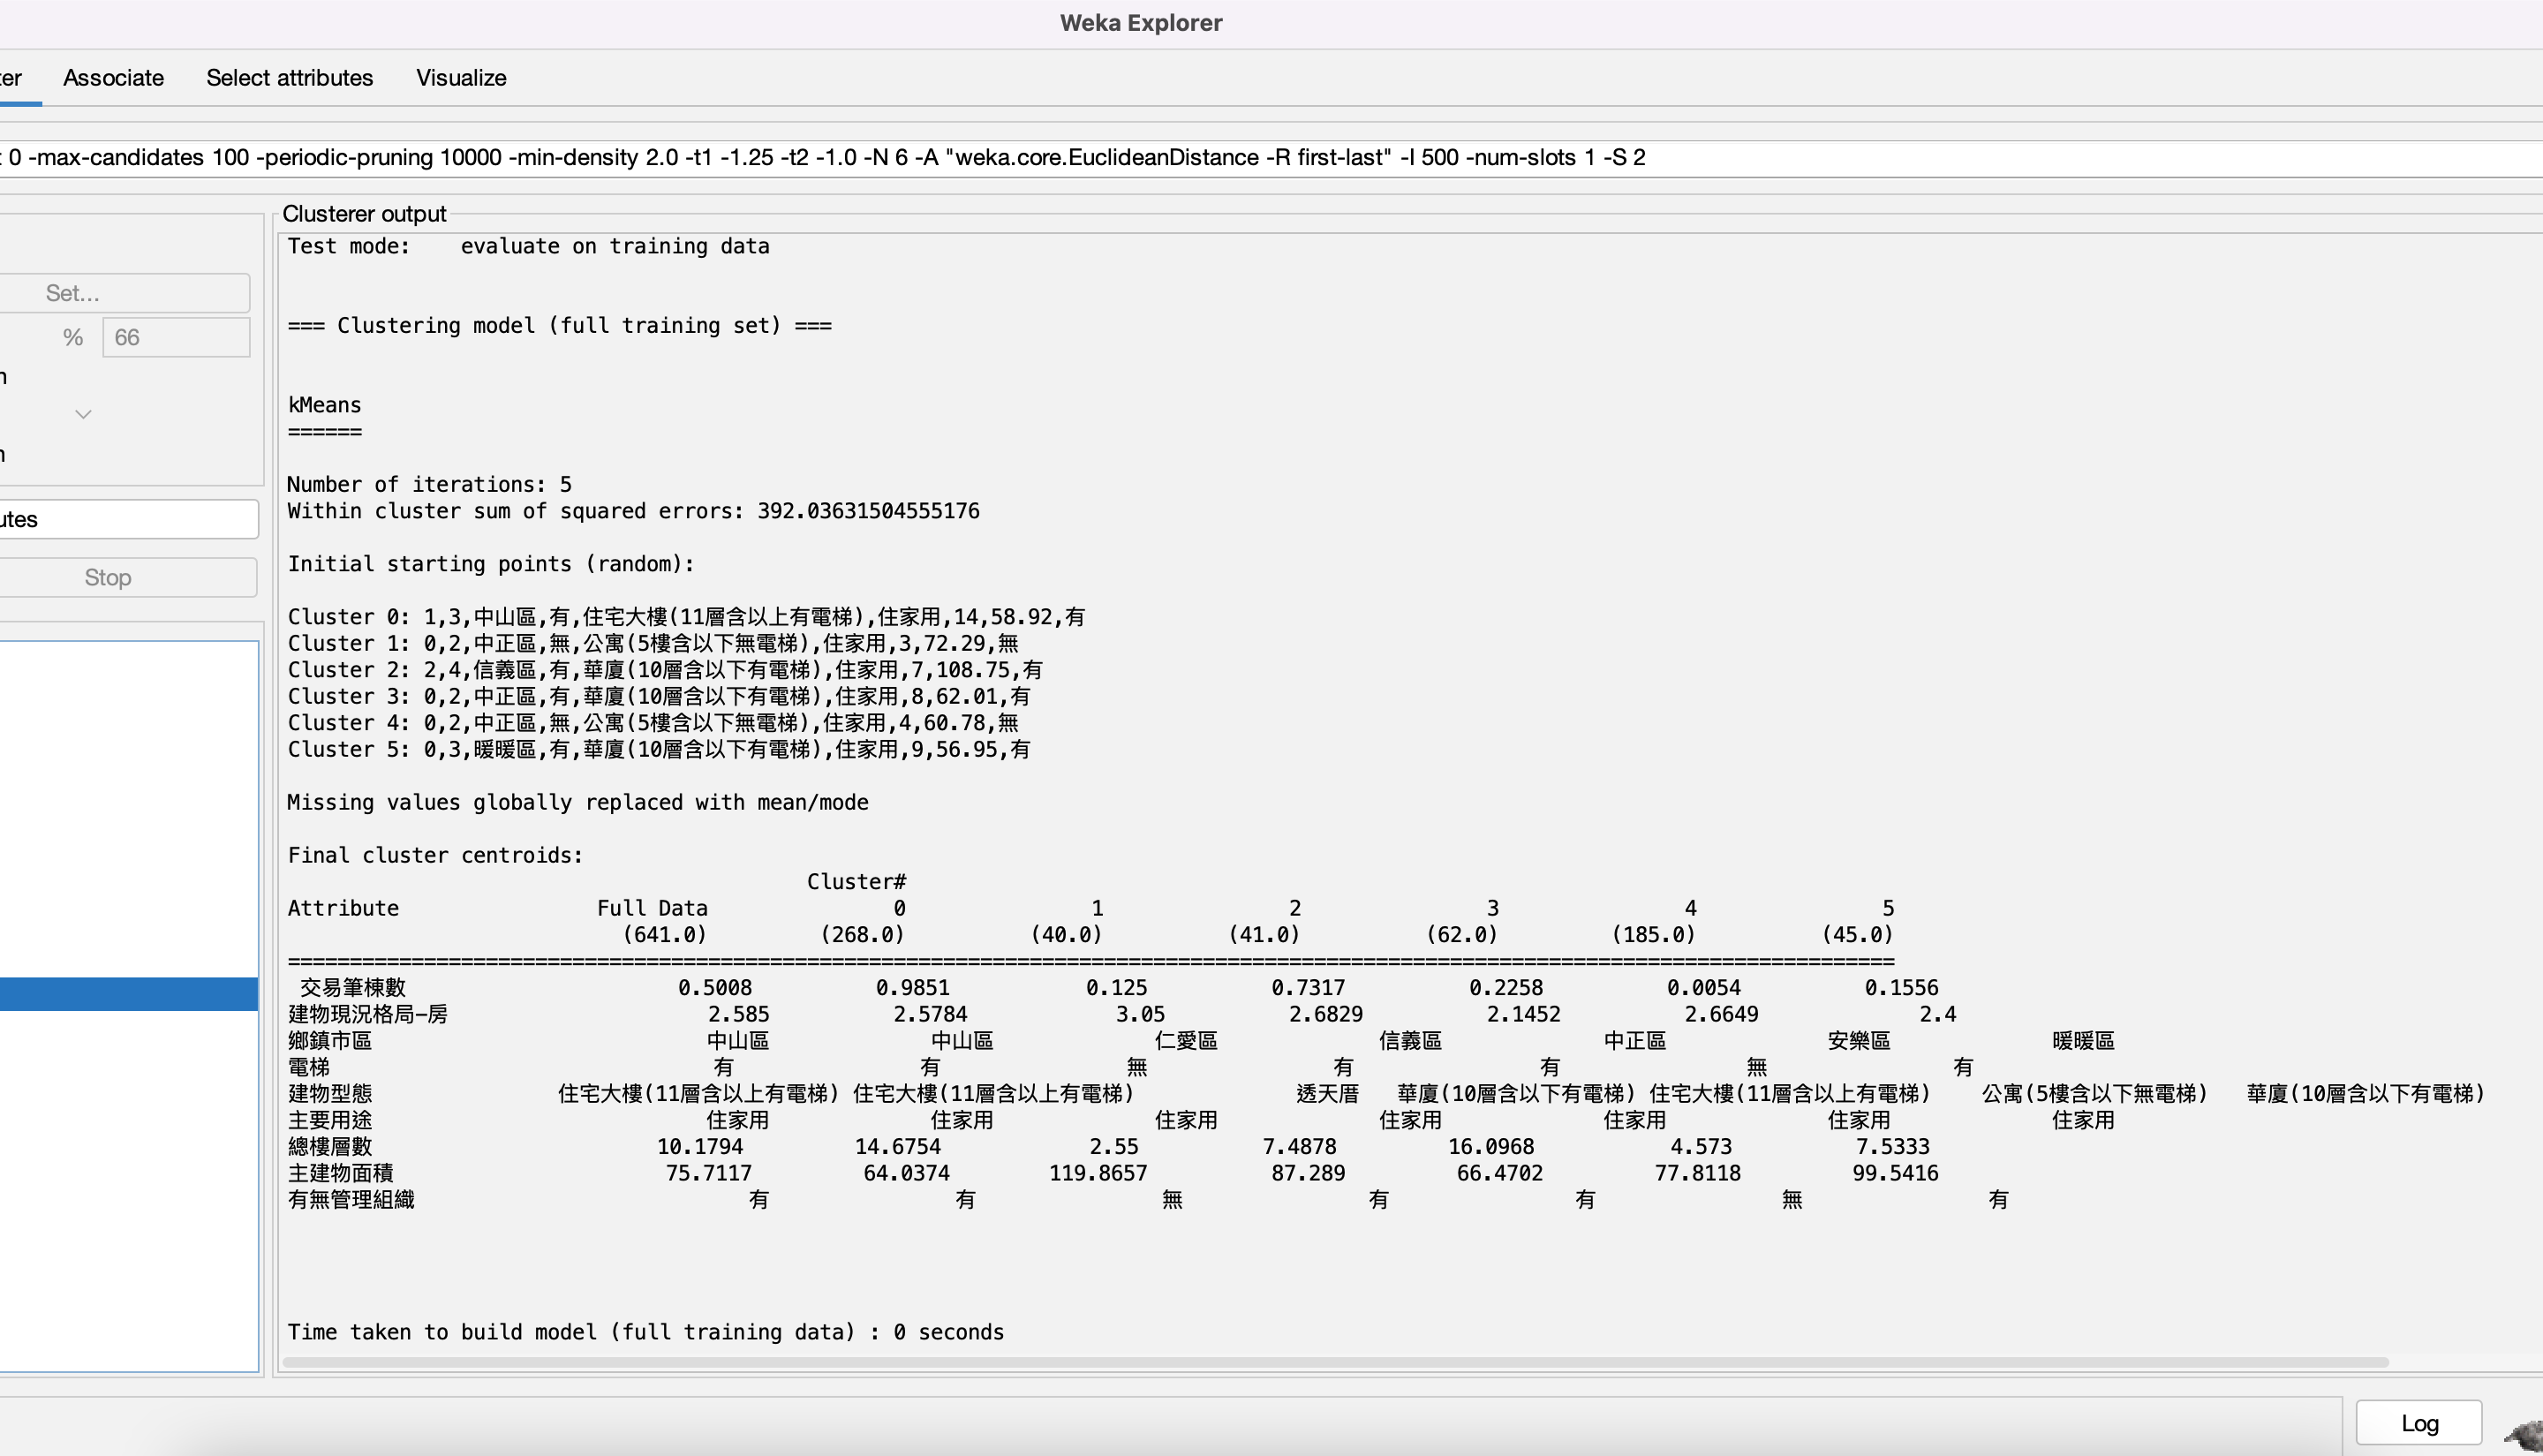 Weka Explorer
ter Associate Select attributes Visualize
0 -max-candidates 100 -periodic-pruning 10000 -min-density 2.0 -t1 -1.25 -t2 -1.0 -N 6 -A "weka.core.EuclideanDistance -R first-last" -I 500 -num-slots 1 -S 2
Clusterer output
Set...
% 66
utes
Stop
Test mode: evaluate on training data
=== Clustering model (full training set) ===
kMeans
======
Number of iterations: 5
Within cluster sum of squared errors: 392.03631504555176
Initial starting points (random):
Cluster 0: 1,3,中山區,有,住宅大樓(11層含以上有電梯),住家用,14,58.92,有
Cluster 1: 0,2,中正區,無,公寓(5樓含以下無電梯),住家用,3,72.29,無
Cluster 2: 2,4,信義區,有,華廈(10層含以下有電梯),住家用,7,108.75,有
Cluster 3: 0,2,中正區,有,華廈(10層含以下有電梯),住家用,8,62.01,有
Cluster 4: 0,2,中正區,無,公寓(5樓含以下無電梯),住家用,4,60.78,無
Cluster 5: 0,3,暖暖區,有,華廈(10層含以下有電梯),住家用,9,56.95,有
Missing values globally replaced with mean/mode
Final cluster centroids:
Cluster#
Attribute Full Data 0 1 2 3 4 5
(641.0) (268.0) (40.0) (41.0) (62.0) (185.0) (45.0)
==================================================================================================================================
交易筆棟數 0.5008 0.9851 0.125 0.7317 0.2258 0.0054 0.1556
建物現況格局-房 2.585 2.5784 3.05 2.6829 2.1452 2.6649 2.4
鄉鎮市區 中山區 中山區 仁愛區 信義區 中正區 安樂區 暖暖區
電梯 有 有 無 有 有 無 有
建物型態 住宅大樓(11層含以上有電梯) 住宅大樓(11層含以上有電梯) 透天厝 華廈(10層含以下有電梯) 住宅大樓(11層含以上有電梯) 公寓(5樓含以下無電梯) 華廈(10層含以下有電梯)
主要用途 住家用 住家用 住家用 住家用 住家用 住家用 住家用
總樓層數 10.1794 14.6754 2.55 7.4878 16.0968 4.573 7.5333
主建物面積 75.7117 64.0374 119.8657 87.289 66.4702 77.8118 99.5416
有無管理組織 有 有 無 有 有 無 有
Time taken to build model (full training data) : 0 seconds
Log